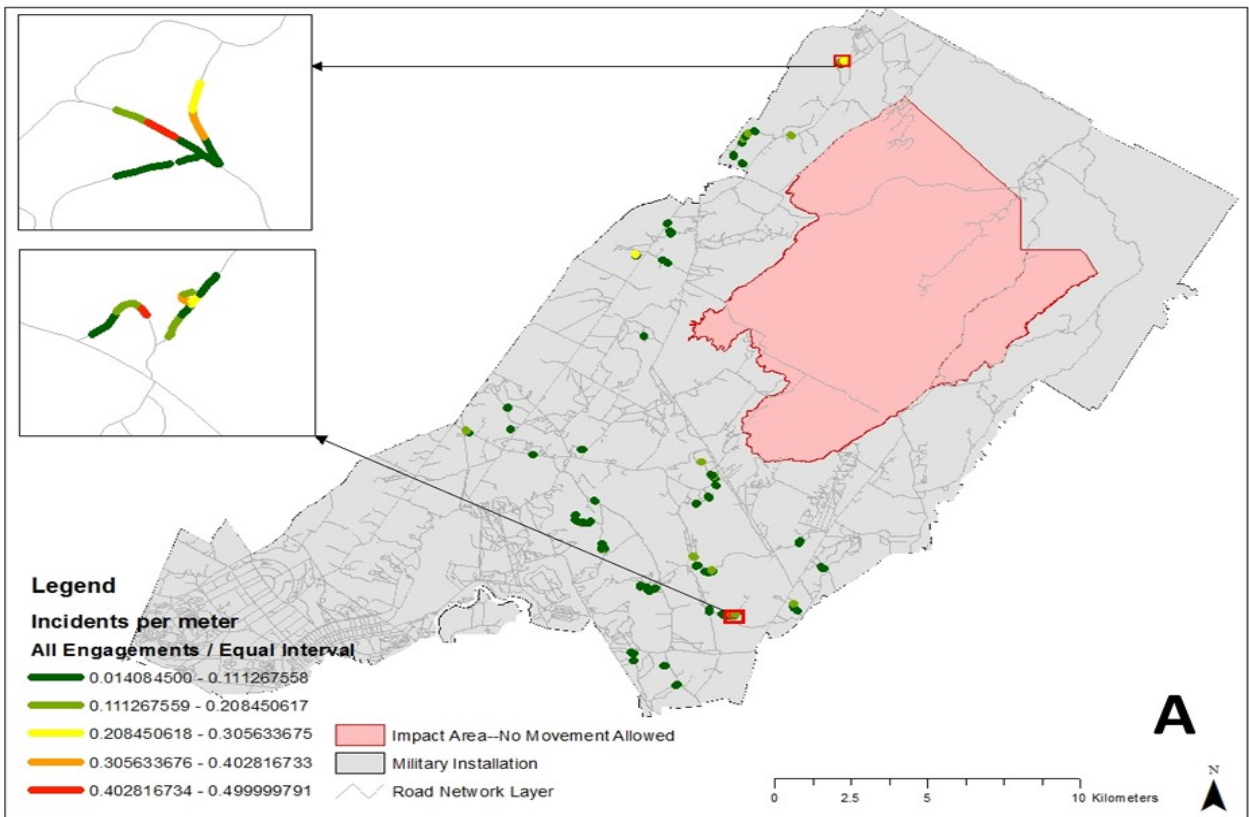 Legend
Incidents per meter
All Engagements / Equal Interval
0.014084500 - 0.111267558
0.111267559 - 0.208450617
0.208450618 - 0.305633675
0.305633676 - 0.402816733
0.402816734 - 0.499999791
Impact Area--No Movement Allowed
Military Installation
Road Network Layer
A
N
0 2.5 5 10 Kilometers